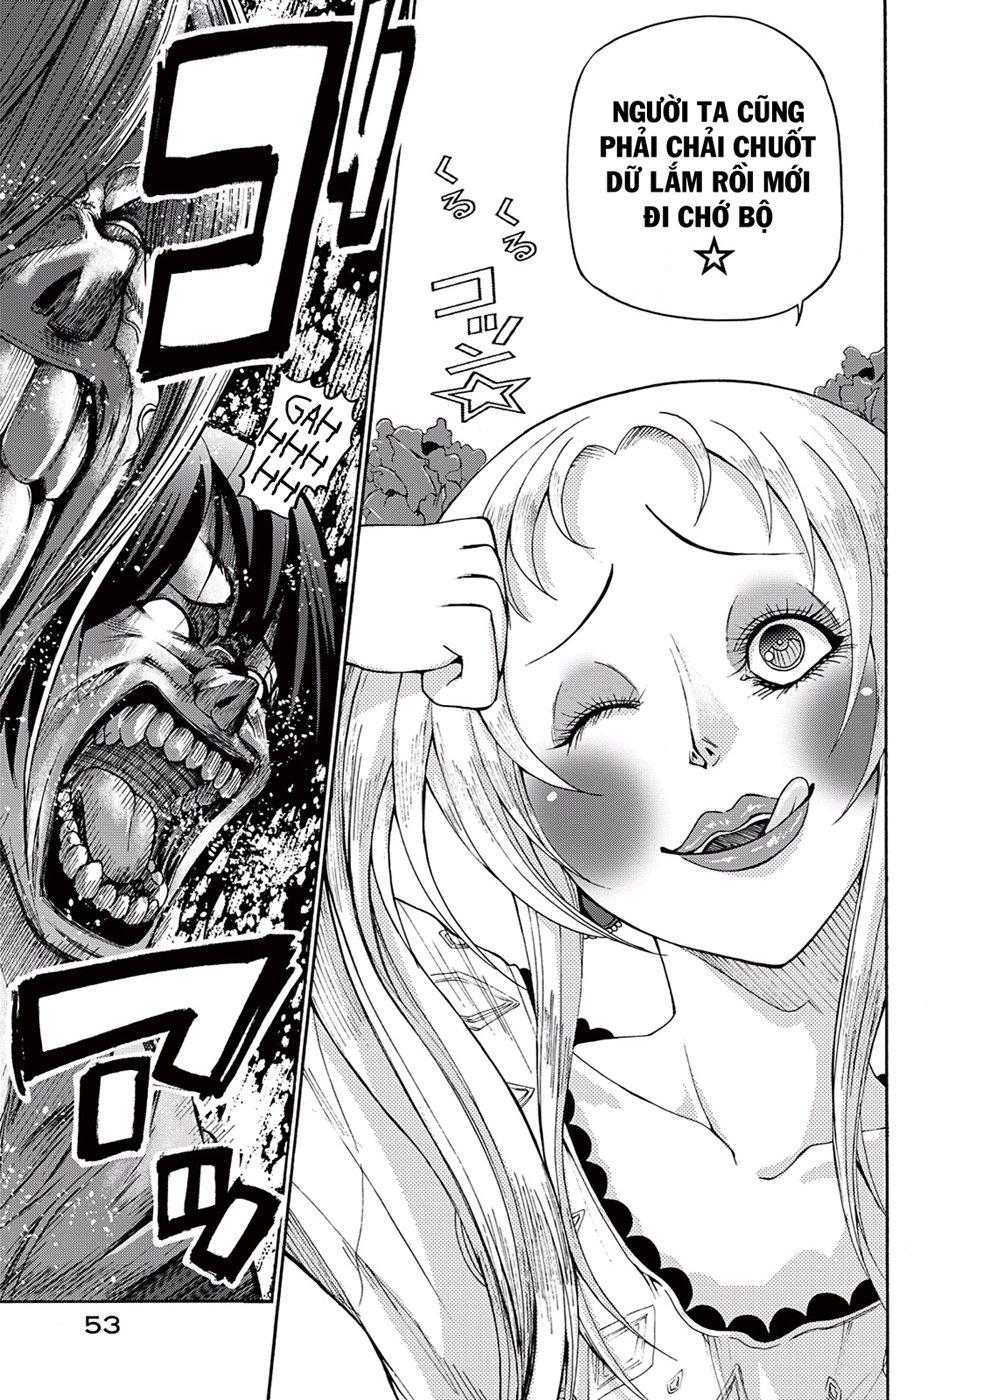 NGƯỜI TA CŨNG
PHẢI CHẢI CHUỐT
DỮ LẮM RỒI MỚI
ĐI CHỚ BỘ
☆
くる
くる
コツン☆
GAH
HHH
HH
53